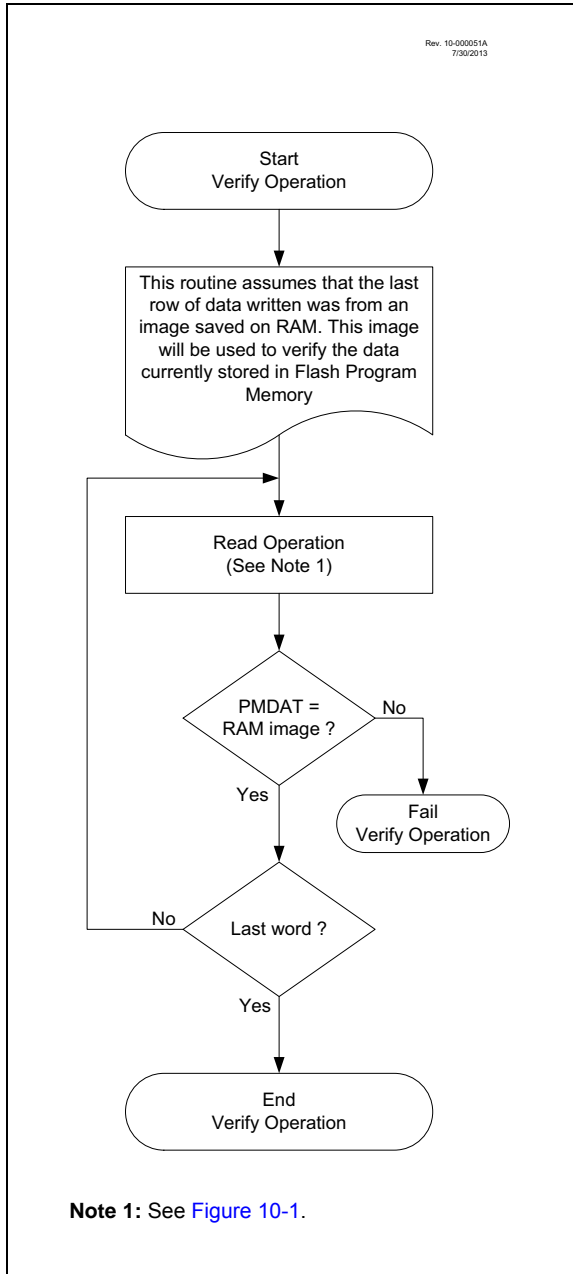 Rev. 10-000051A
7/30/2013
Start
Verify Operation
This routine assumes that the last
row of data written was from an
image saved on RAM. This image
will be used to verify the data
currently stored in Flash Program
Memory
Read Operation
(See Note 1)
PMDAT =
RAM image ?
No
Yes
Fail
Verify Operation
No
Last word ?
Yes
End
Verify Operation
Note 1: See Figure 10-1.